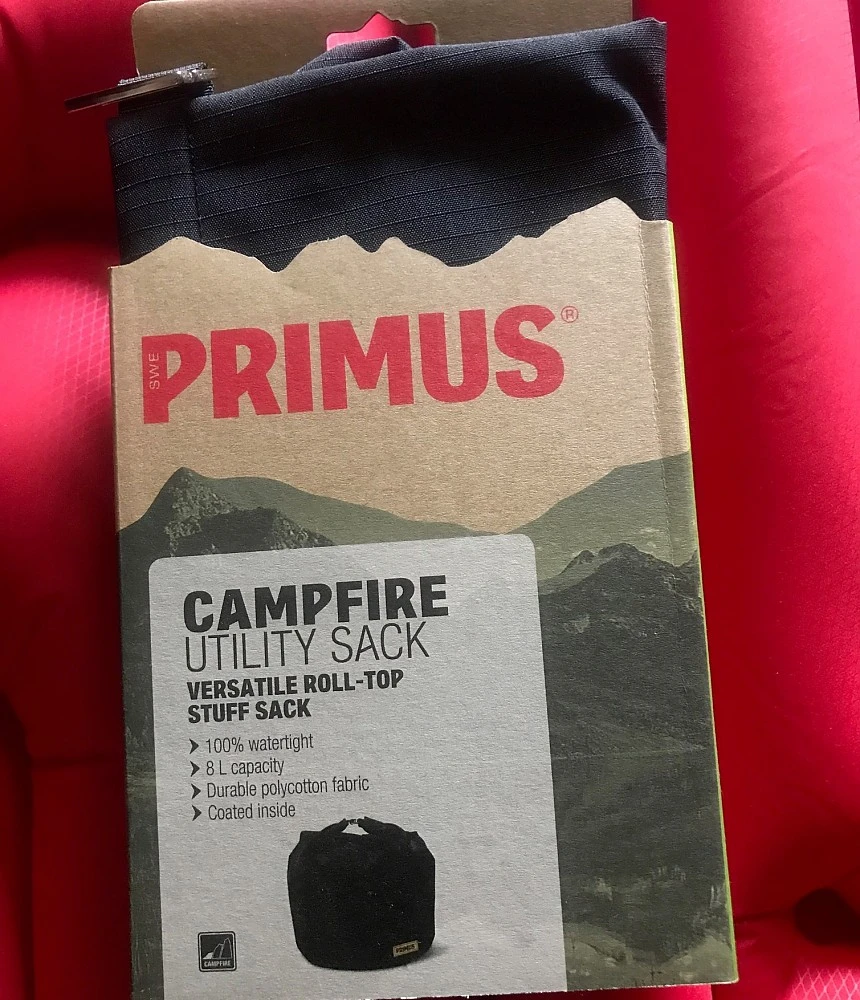 SWE
PRIMUS®
CAMPFIRE
UTILITY SACK
VERSATILE ROLL-TOP
STUFF SACK
100% watertight
8 L capacity
Durable polycotton fabric
Coated inside
PRIMUS
CAMPFIRE